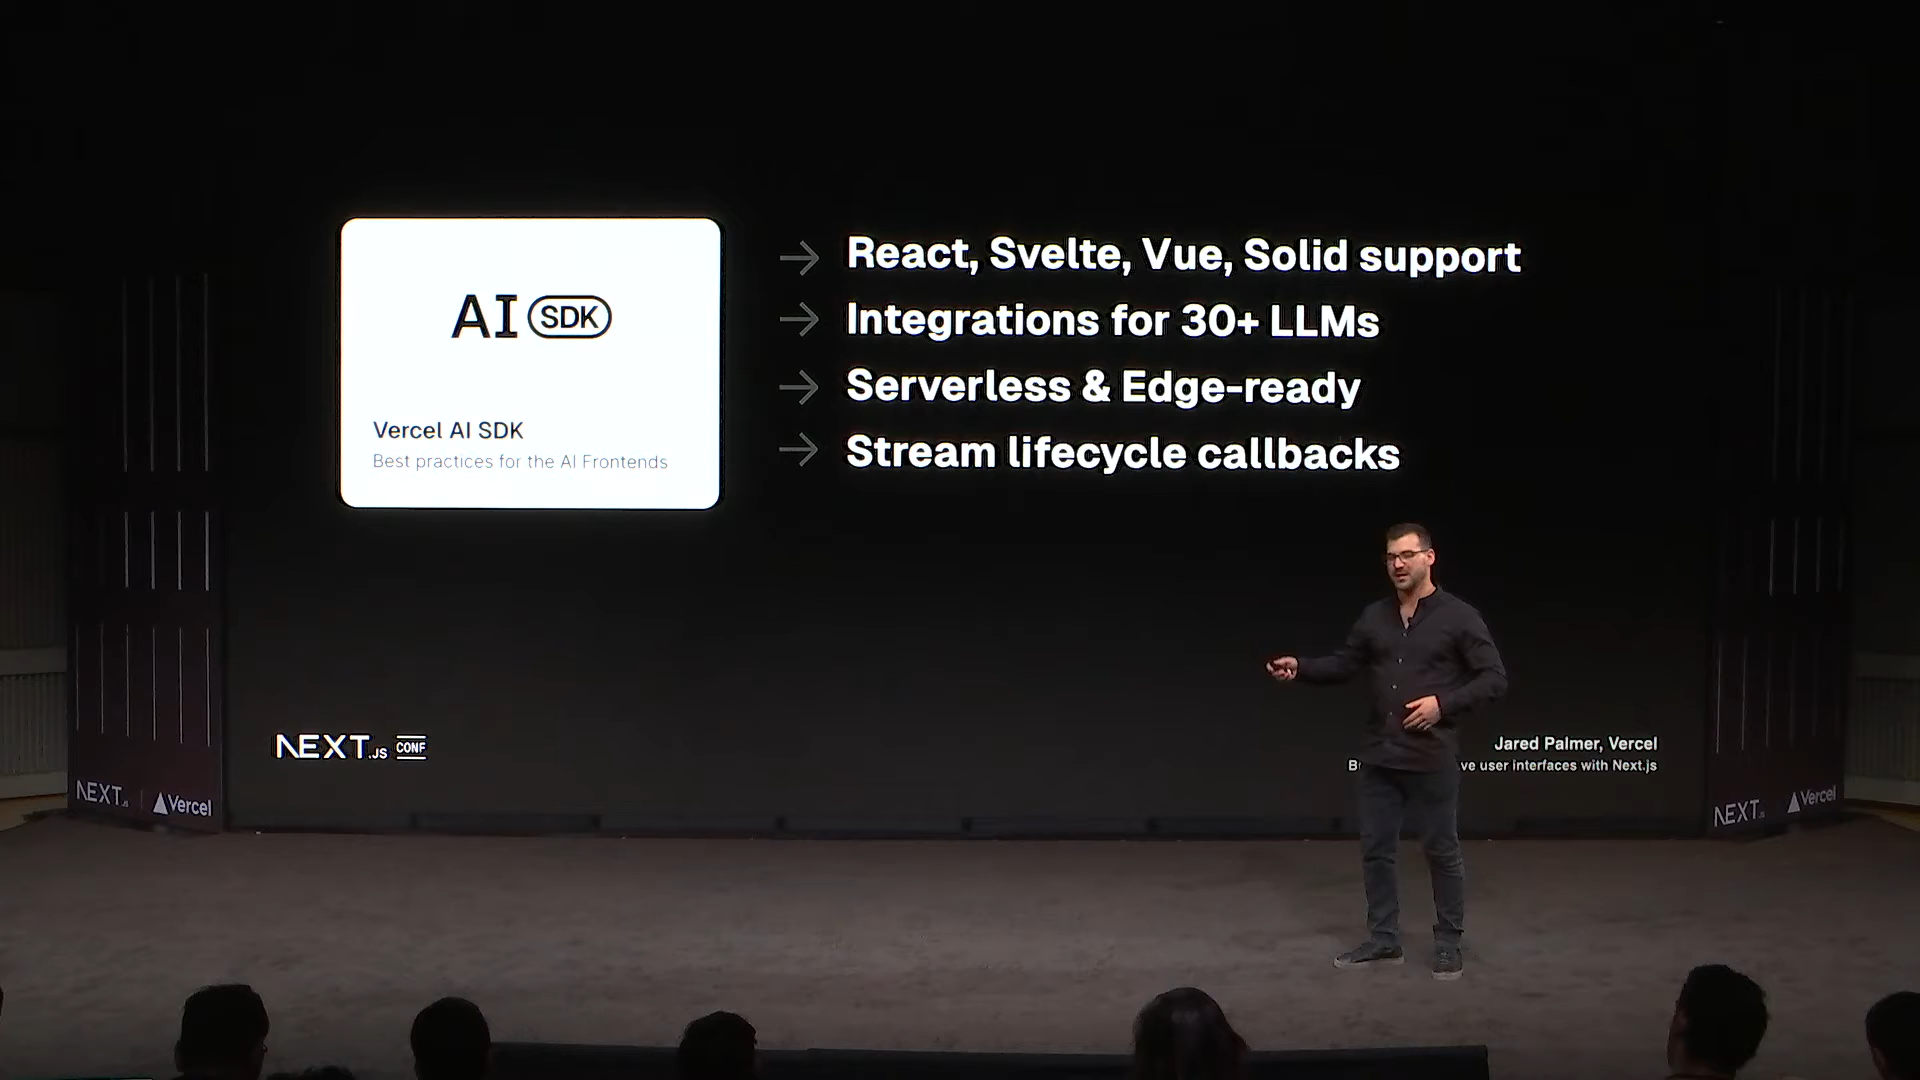 AI SDK
Vercel AI SDK
Best practices for the AI Frontends
React, Svelte, Vue, Solid support
Integrations for 30+ LLMs
Serverless & Edge-ready
Stream lifecycle callbacks
NEXT.JS CONF
Jared Palmer, Vercel
user interfaces with Next.js
NEXT.JS Vercel
NEXT.JS Vercel